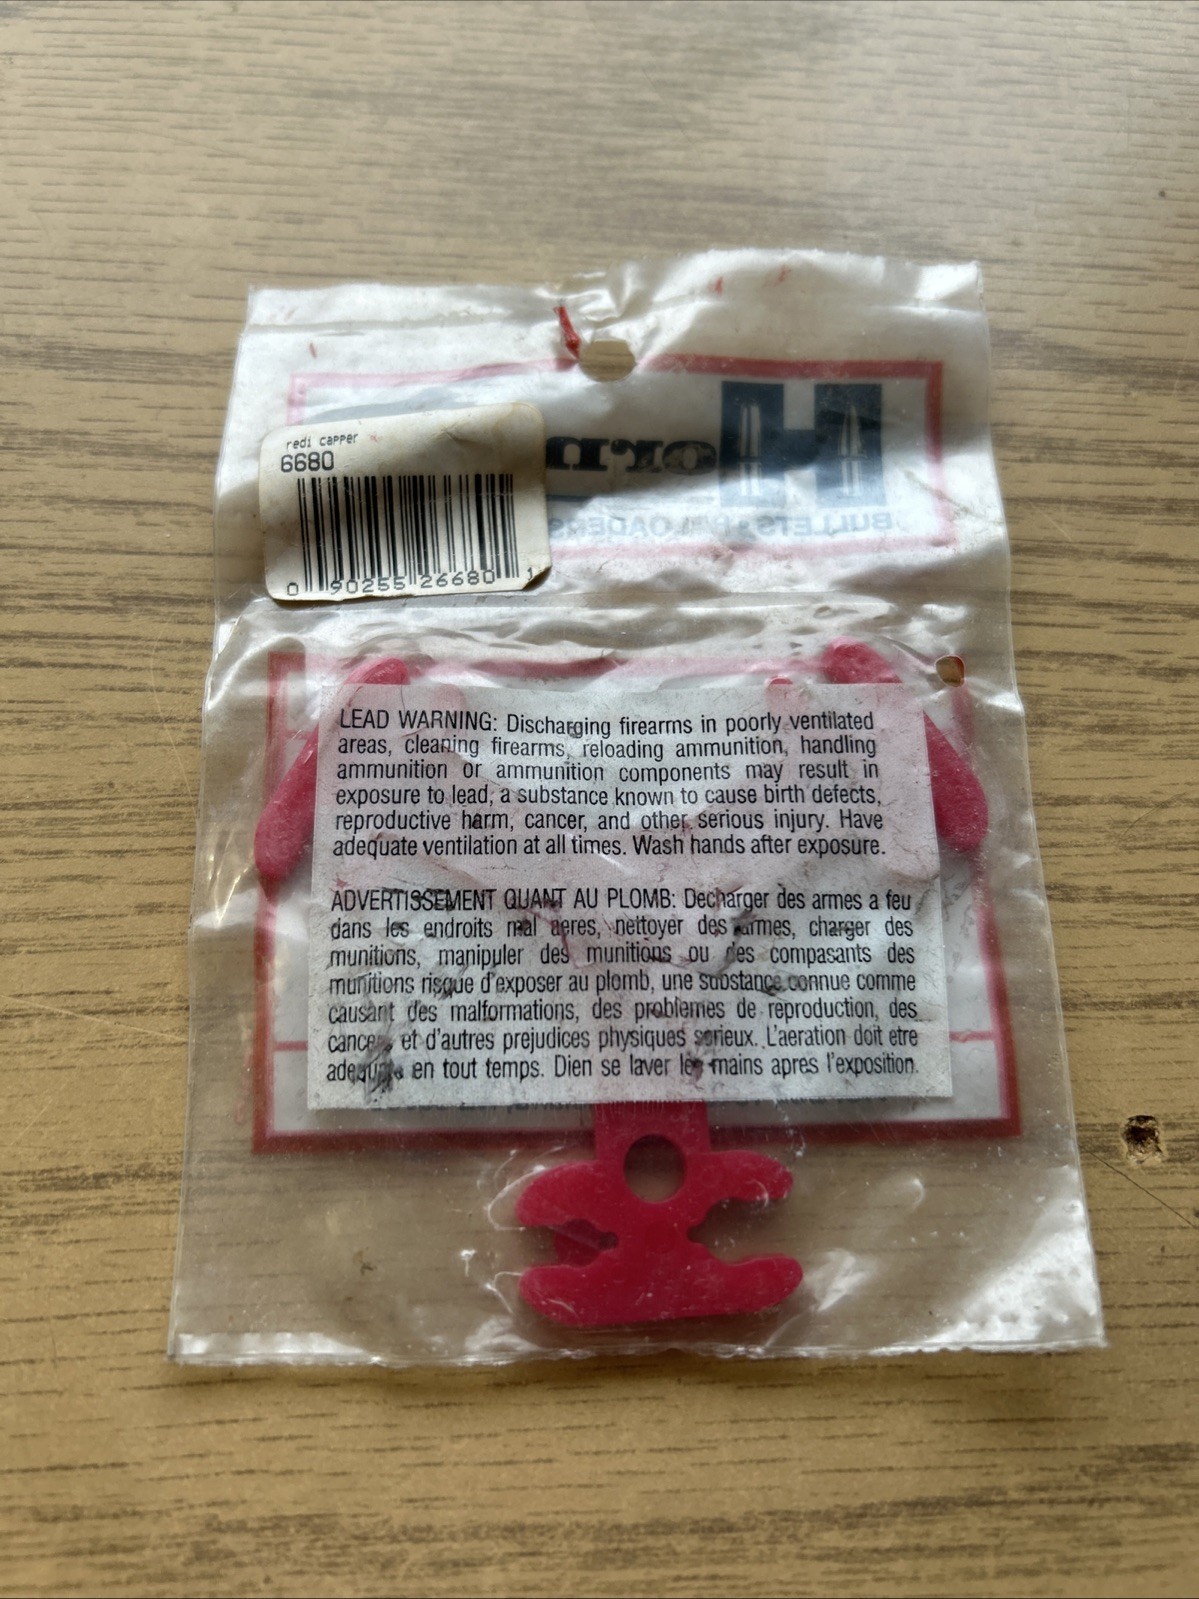 redi capper
6680
0 90255 26680 1
Horn
BULLETS
LOADERS
LEAD WARNING: Discharging firearms in poorly ventilated
areas, cleaning firearms, reloading ammunition, handling
ammunition or ammunition components may result in
exposure to lead, a substance known to cause birth defects,
reproductive harm, cancer, and other serious injury. Have
adequate ventilation at all times. Wash hands after exposure.
ADVERTISSEMENT QUANT AU PLOMB: Decharger des armes a feu
dans les endroits mal aeres, nettoyer des armes, charger des
munitions, manipuler des munitions ou des compasants des
munitions risque d'exposer au plomb, une substance connue comme
causant des malformations, des problemes de reproduction, des
et d'autres prejudices physiques serieux. L'aeration doit etre
en tout temps. Dien se laver les mains apres l'exposition.